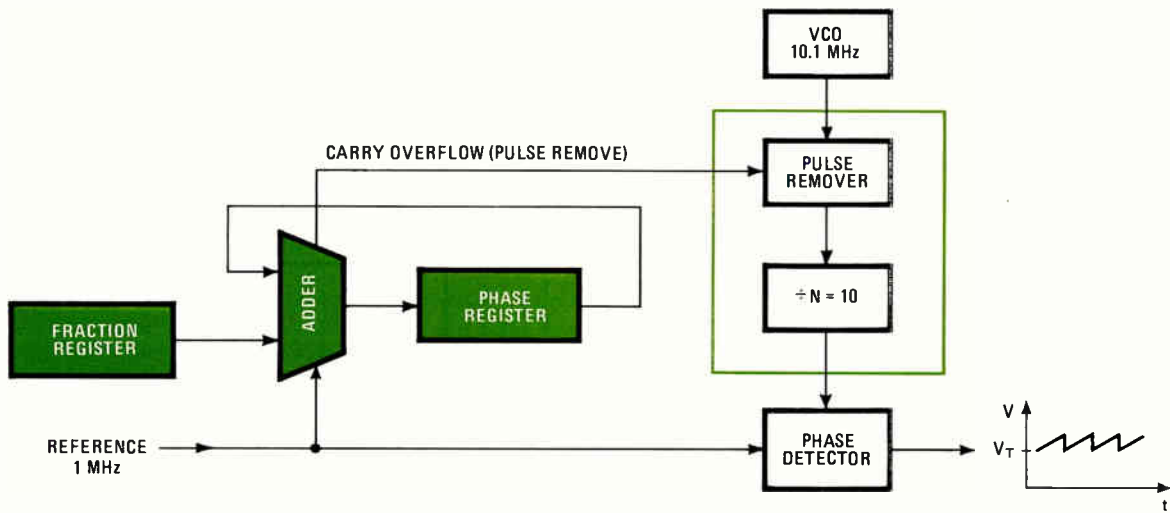 VCO
10.1 MHz
CARRY OVERFLOW (PULSE REMOVE)
PULSE
REMOVER
ADDER
PHASE
REGISTER
÷ N = 10
FRACTION
REGISTER
REFERENCE
1 MHz
PHASE
DETECTOR
V
VT
t